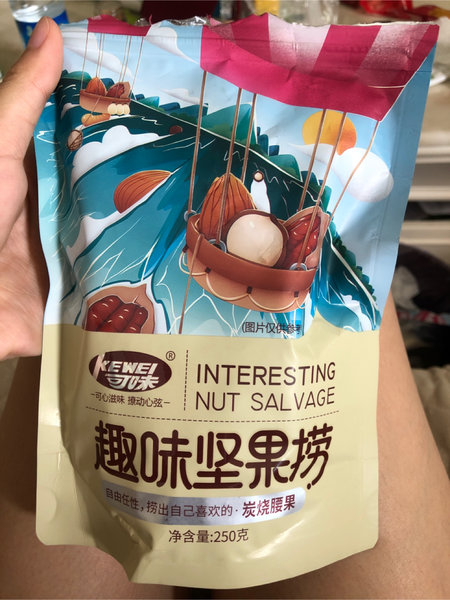 (图片仅供参考
KEWEI
可味
®
—可心滋味 撩动心弦—
INTERESTING
NUT SALVAGE
趣味坚果捞
自由任性,捞出自己喜欢的·炭烧腰果
净含量:250克